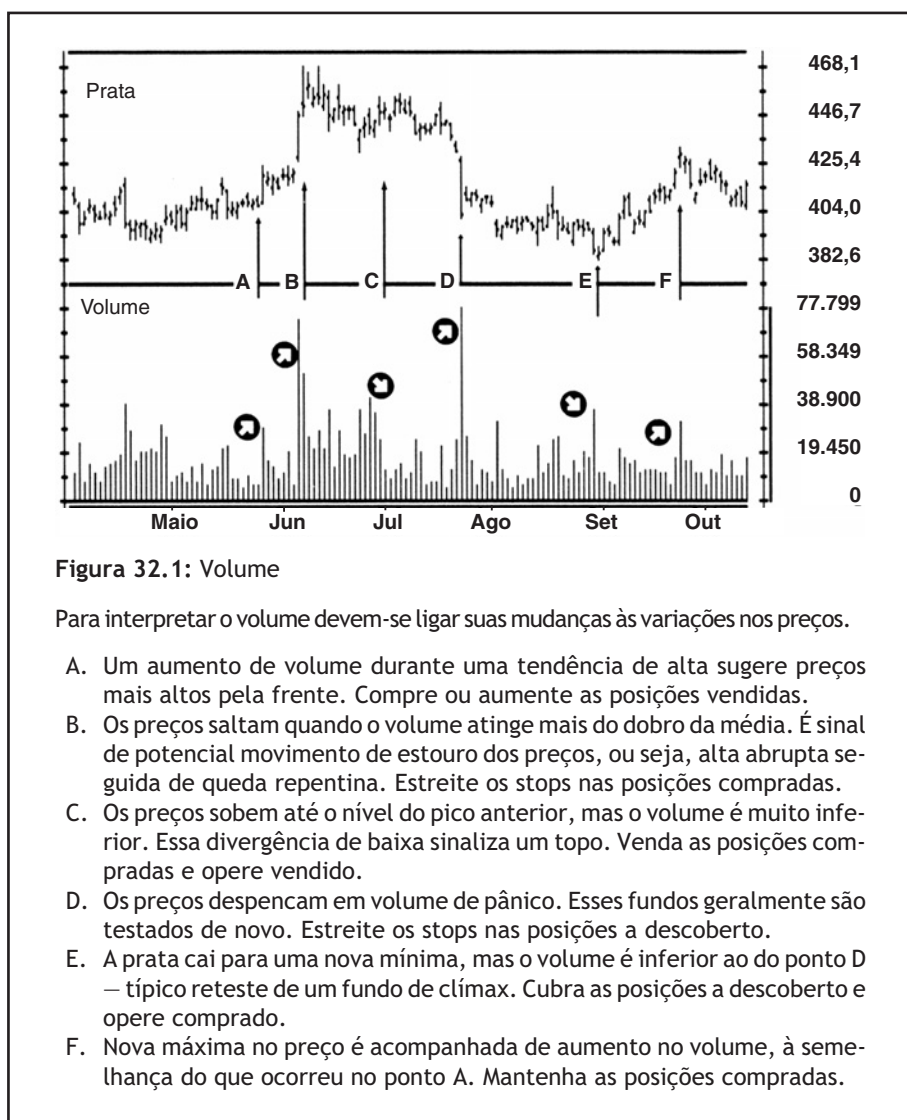 Prata
468,1
446,7
425,4
404,0
382,6
A B C D E F
Volume
77.799
58.349
38.900
19.450
0
Maio Jun Jul Ago Set Out
Figura 32.1: Volume
Para interpretar o volume devem-se ligar suas mudanças às variações nos preços.
A. Um aumento de volume durante uma tendência de alta sugere preços
mais altos pela frente. Compre ou aumente as posições vendidas.
B. Os preços saltam quando o volume atinge mais do dobro da média. É sinal
de potencial movimento de estouro dos preços, ou seja, alta abrupta se-
guida de queda repentina. Estreite os stops nas posições compradas.
C. Os preços sobem até o nível do pico anterior, mas o volume é muito infe-
rior. Essa divergência de baixa sinaliza um topo. Venda as posições com-
pradas e opere vendido.
D. Os preços despencam em volume de pânico. Esses fundos geralmente são
testados de novo. Estreite os stops nas posições a descoberto.
E. A prata cai para uma nova mínima, mas o volume é inferior ao do ponto D
— típico reteste de um fundo de clímax. Cubra as posições a descoberto e
opere comprado.
F. Nova máxima no preço é acompanhada de aumento no volume, à seme-
lhança do que ocorreu no ponto A. Mantenha as posições compradas.